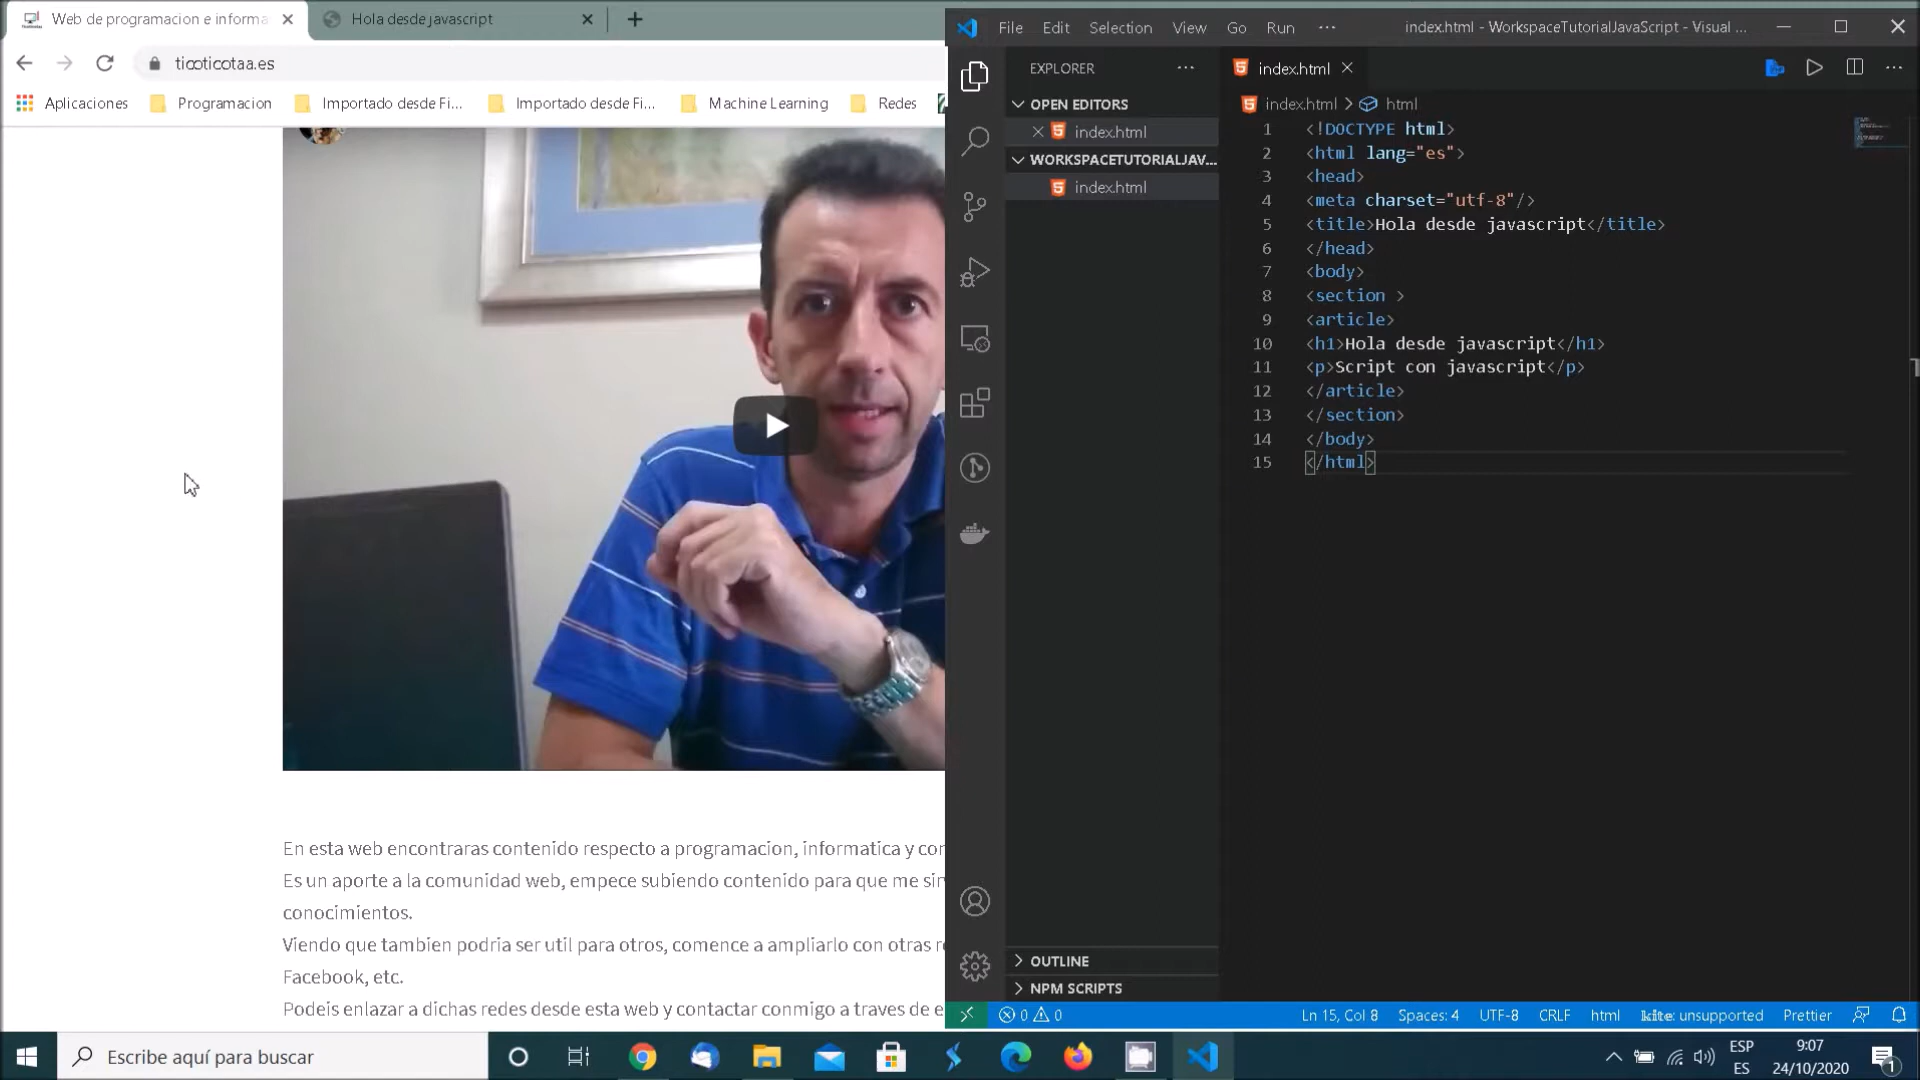 Web de programacion e informa
Hola desde javascript
File Edit Selection View Go Run ···
index.html - WorkspaceTutorialJavaScript - Visual ...
ticoticotaa.es
Aplicaciones Programacion Importado desde Fi... Importado desde Fi... Machine Learning Redes
EXPLORER
OPEN EDITORS
index.html
WORKSPACETUTORIALJAV...
index.html
OUTLINE
NPM SCRIPTS
index.html
index.html > html
1 <!DOCTYPE html>
2 <html lang="es">
3 <head>
4 <meta charset="utf-8"/>
5 <title>Hola desde javascript</title>
6 </head>
7 <body>
8 <section >
9 <article>
10 <h1>Hola desde javascript</h1>
11 <p>Script con javascript</p>
12 </article>
13 </section>
14 </body>
15 </html>
En esta web encontraras contenido respecto a programacion, informatica y cor
Es un aporte a la comunidad web, empece subiendo contenido para que me sir
conocimientos.
Viendo que tambien podria ser util para otros, comence a ampliarlo con otras r
Facebook, etc.
Podeis enlazar a dichas redes desde esta web y contactar conmigo a traves de e
0 0 Ln 15, Col 8 Spaces: 4 UTF-8 CRLF html kite: unsupported Prettier
Escribe aquí para buscar
ESP
ES
9:07
24/10/2020
1